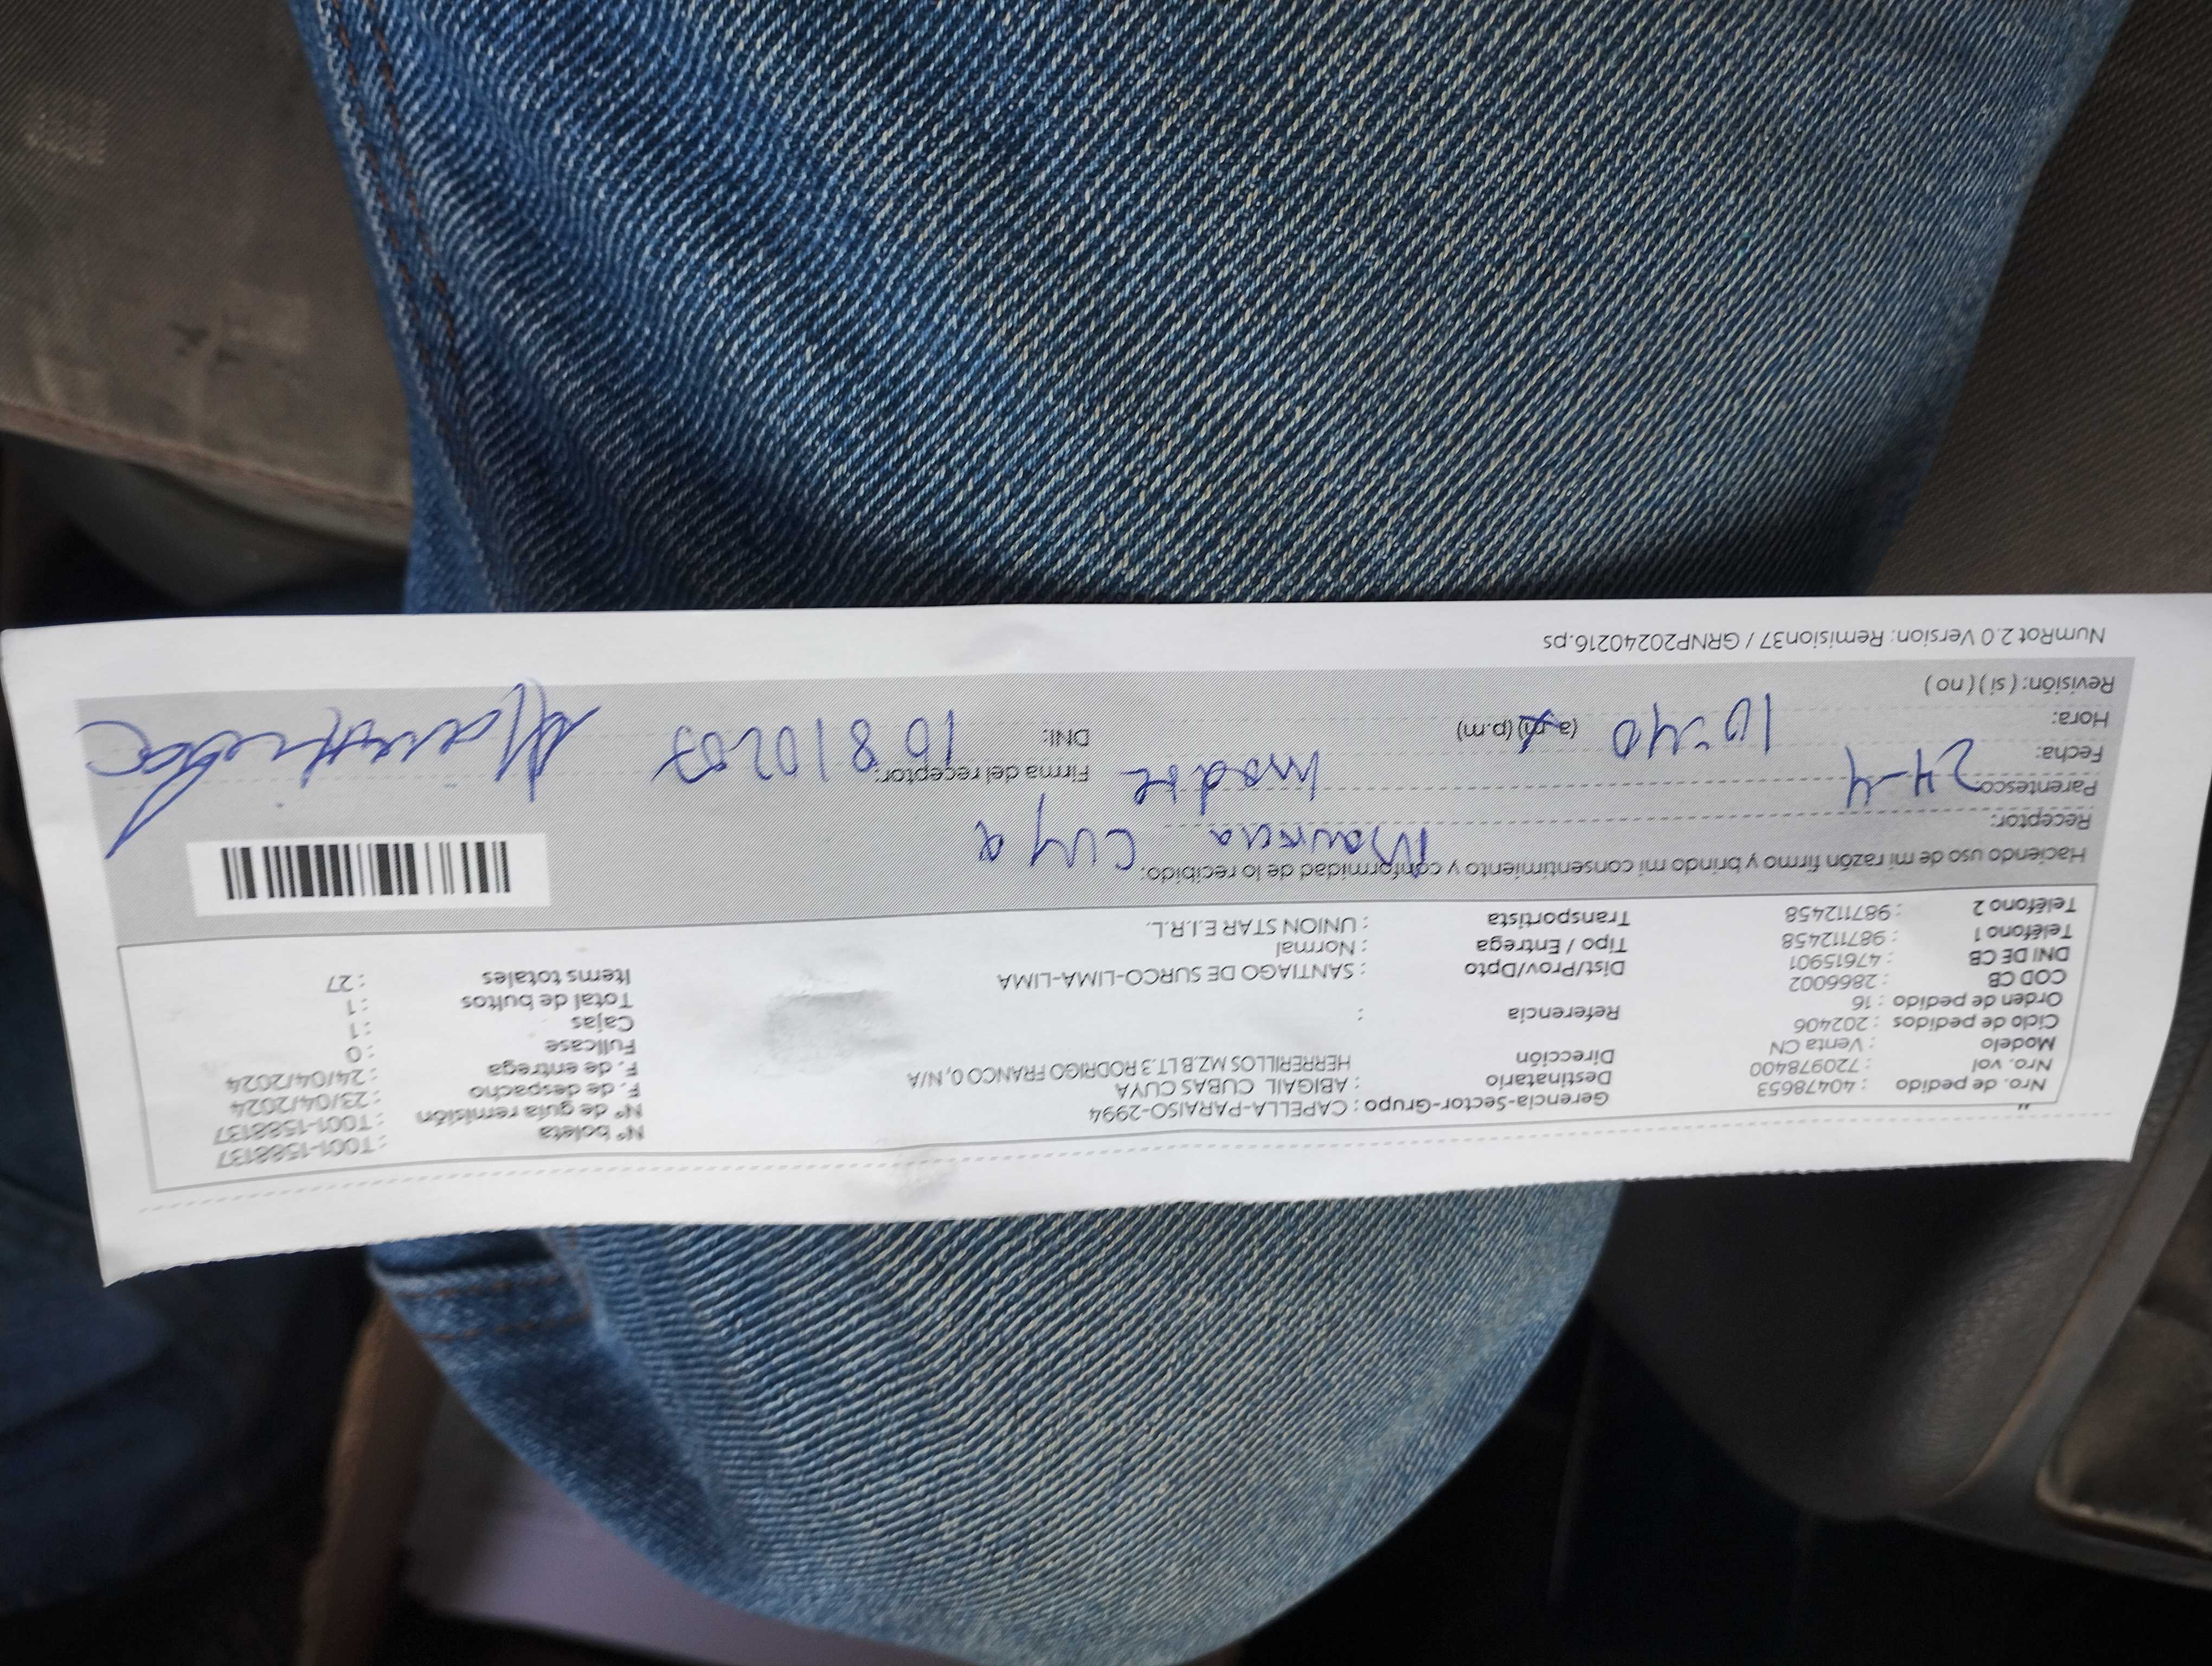 Nro. de pedido : 40478653
Nro. vol : 720978400
Modelo : Venta CN
Ciclo de pedidos : 202406
Orden de pedido : 16
COD CB : 2866002
DNI DE CB : 47615901
Teléfono 1 : 987112458
Teléfono 2 : 987112458
Gerencia-Sector-Grupo : CAPELLA-PARAISO-2994
Destinatario : ABIGAIL CUBAS CUYA
Dirección HERRERILLOS MZ.B LT.3 RODRIGO FRANCO 0, N/A
Referencia :
Dist/Prov/Dpto : SANTIAGO DE SURCO-LIMA-LIMA
Tipo / Entrega : Normal
Transportista : UNION STAR E.I.R.L.
N° boleta : T001-1588137
N° de guía remisión : T001-1588137
F. de despacho : 23/04/2024
F. de entrega : 24/04/2024
Fullcase : 0
Cajas : 1
Total de bultos : 1
Items totales : 27
Haciendo uso de mi razón firmo y brindo mi consentimiento y conformidad de lo recibido:
Receptor: Cuya
Parentesco: madre
Fecha: 24-4
Hora: 10:40 (a.m) (p.m)
Revisión: ( si ) ( no )
Firma del receptor:
DNI: 10810203
NumRot 2.0 Version: Remision37 / GRNP20240216.ps